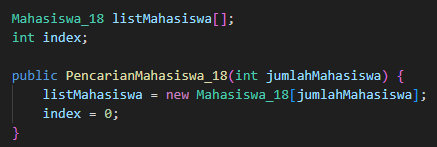 Mahasiswa_18 listMahasiswa[];
int index;

public PencarianMahasiswa_18(int jumlahMahasiswa) {
    listMahasiswa = new Mahasiswa_18[jumlahMahasiswa];
    index = 0;
}